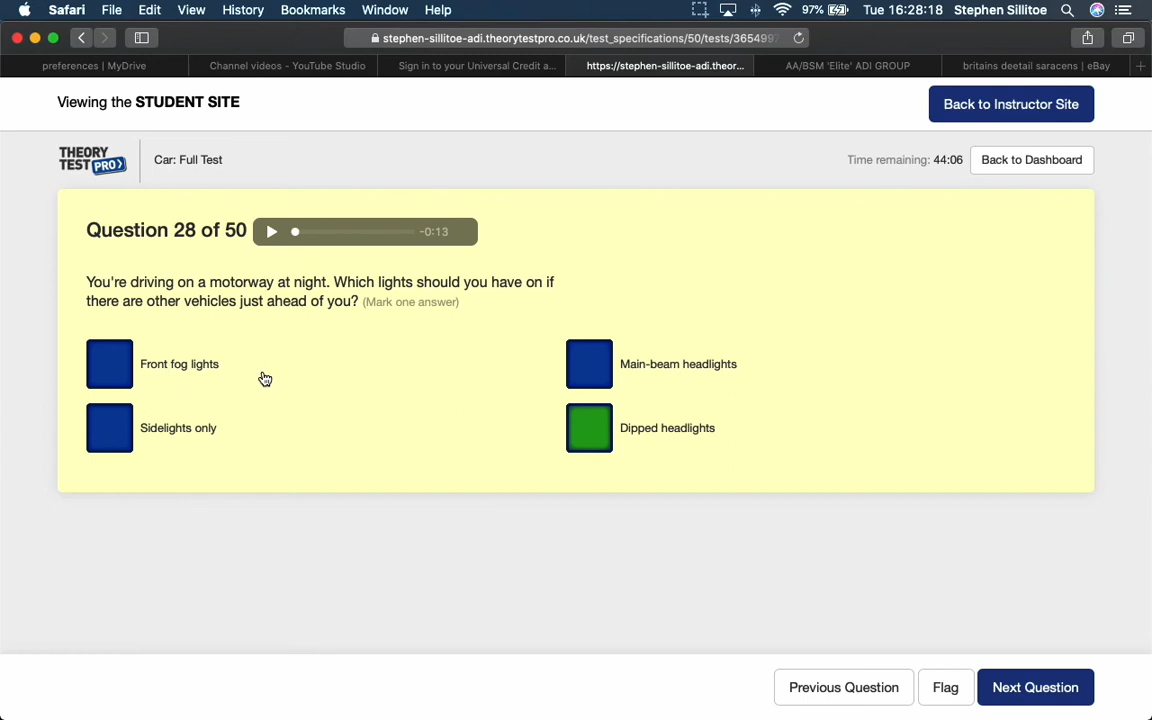 Safari File Edit View History Bookmarks Window Help 97% Tue 16:28:18 Stephen Sillitoe
stephen-sillitoe-adi.theorytestpro.co.uk/test_specifications/50/tests/3654997
preferences | MyDrive
Channel videos - YouTube Studio
Sign in to your Universal Credit a...
https://stephen-sillitoe-adi.theor...
AA/BSM 'Elite' ADI GROUP
britains deetail saracens | eBay
Viewing the STUDENT SITE
Back to Instructor Site
THEORY
TEST PRO
Car: Full Test
Time remaining: 44:06
Back to Dashboard
Question 28 of 50
-0:13
You're driving on a motorway at night. Which lights should you have on if
there are other vehicles just ahead of you? (Mark one answer)
Front fog lights
Main-beam headlights
Sidelights only
Dipped headlights
Previous Question
Flag
Next Question